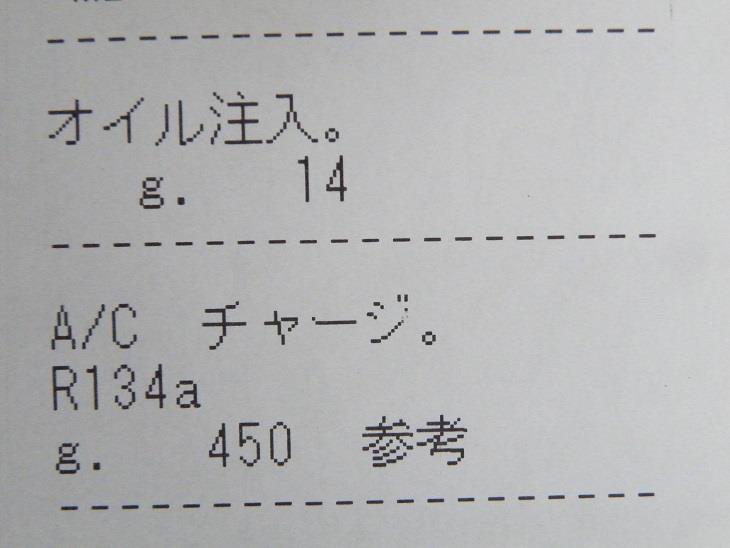 オイル注入。
g. 14
A/C チャージ。
R134a
g. 450 参考